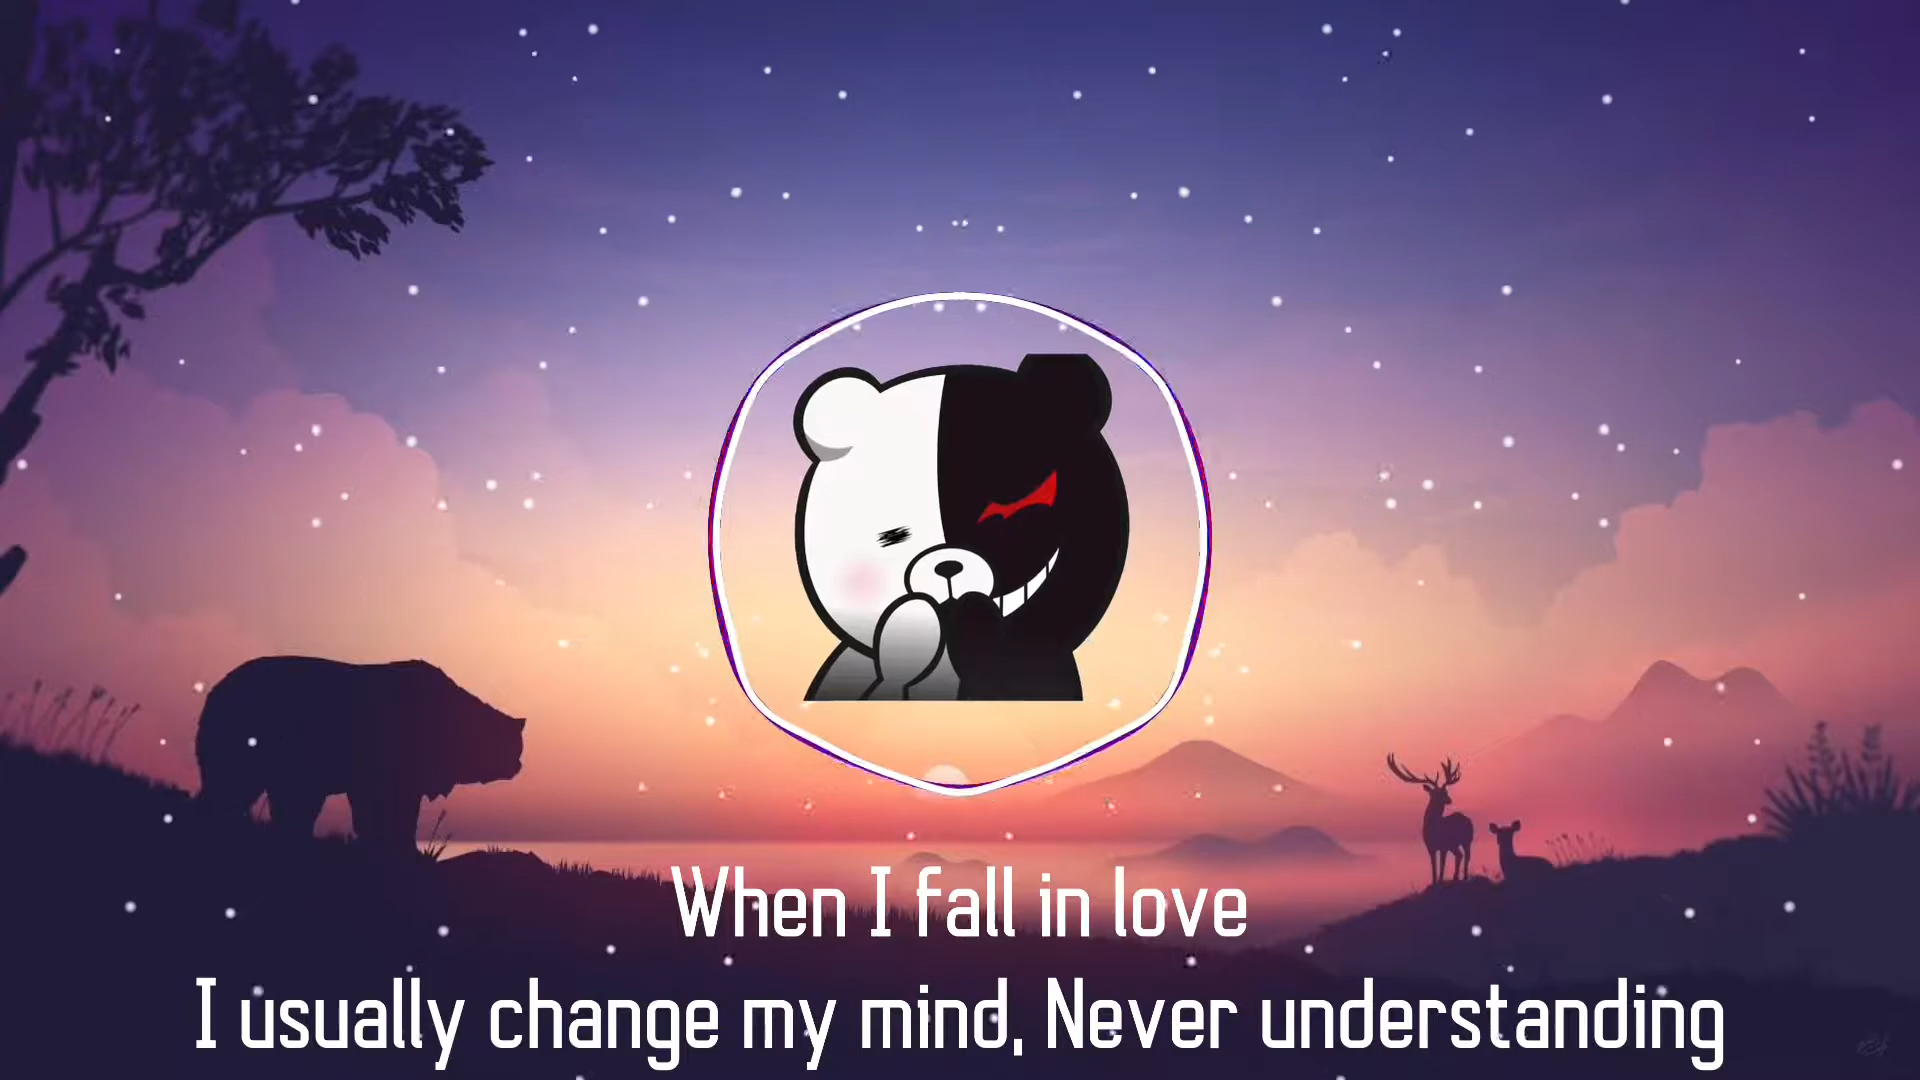 When I fall in love
I usually change my mind, Never understanding